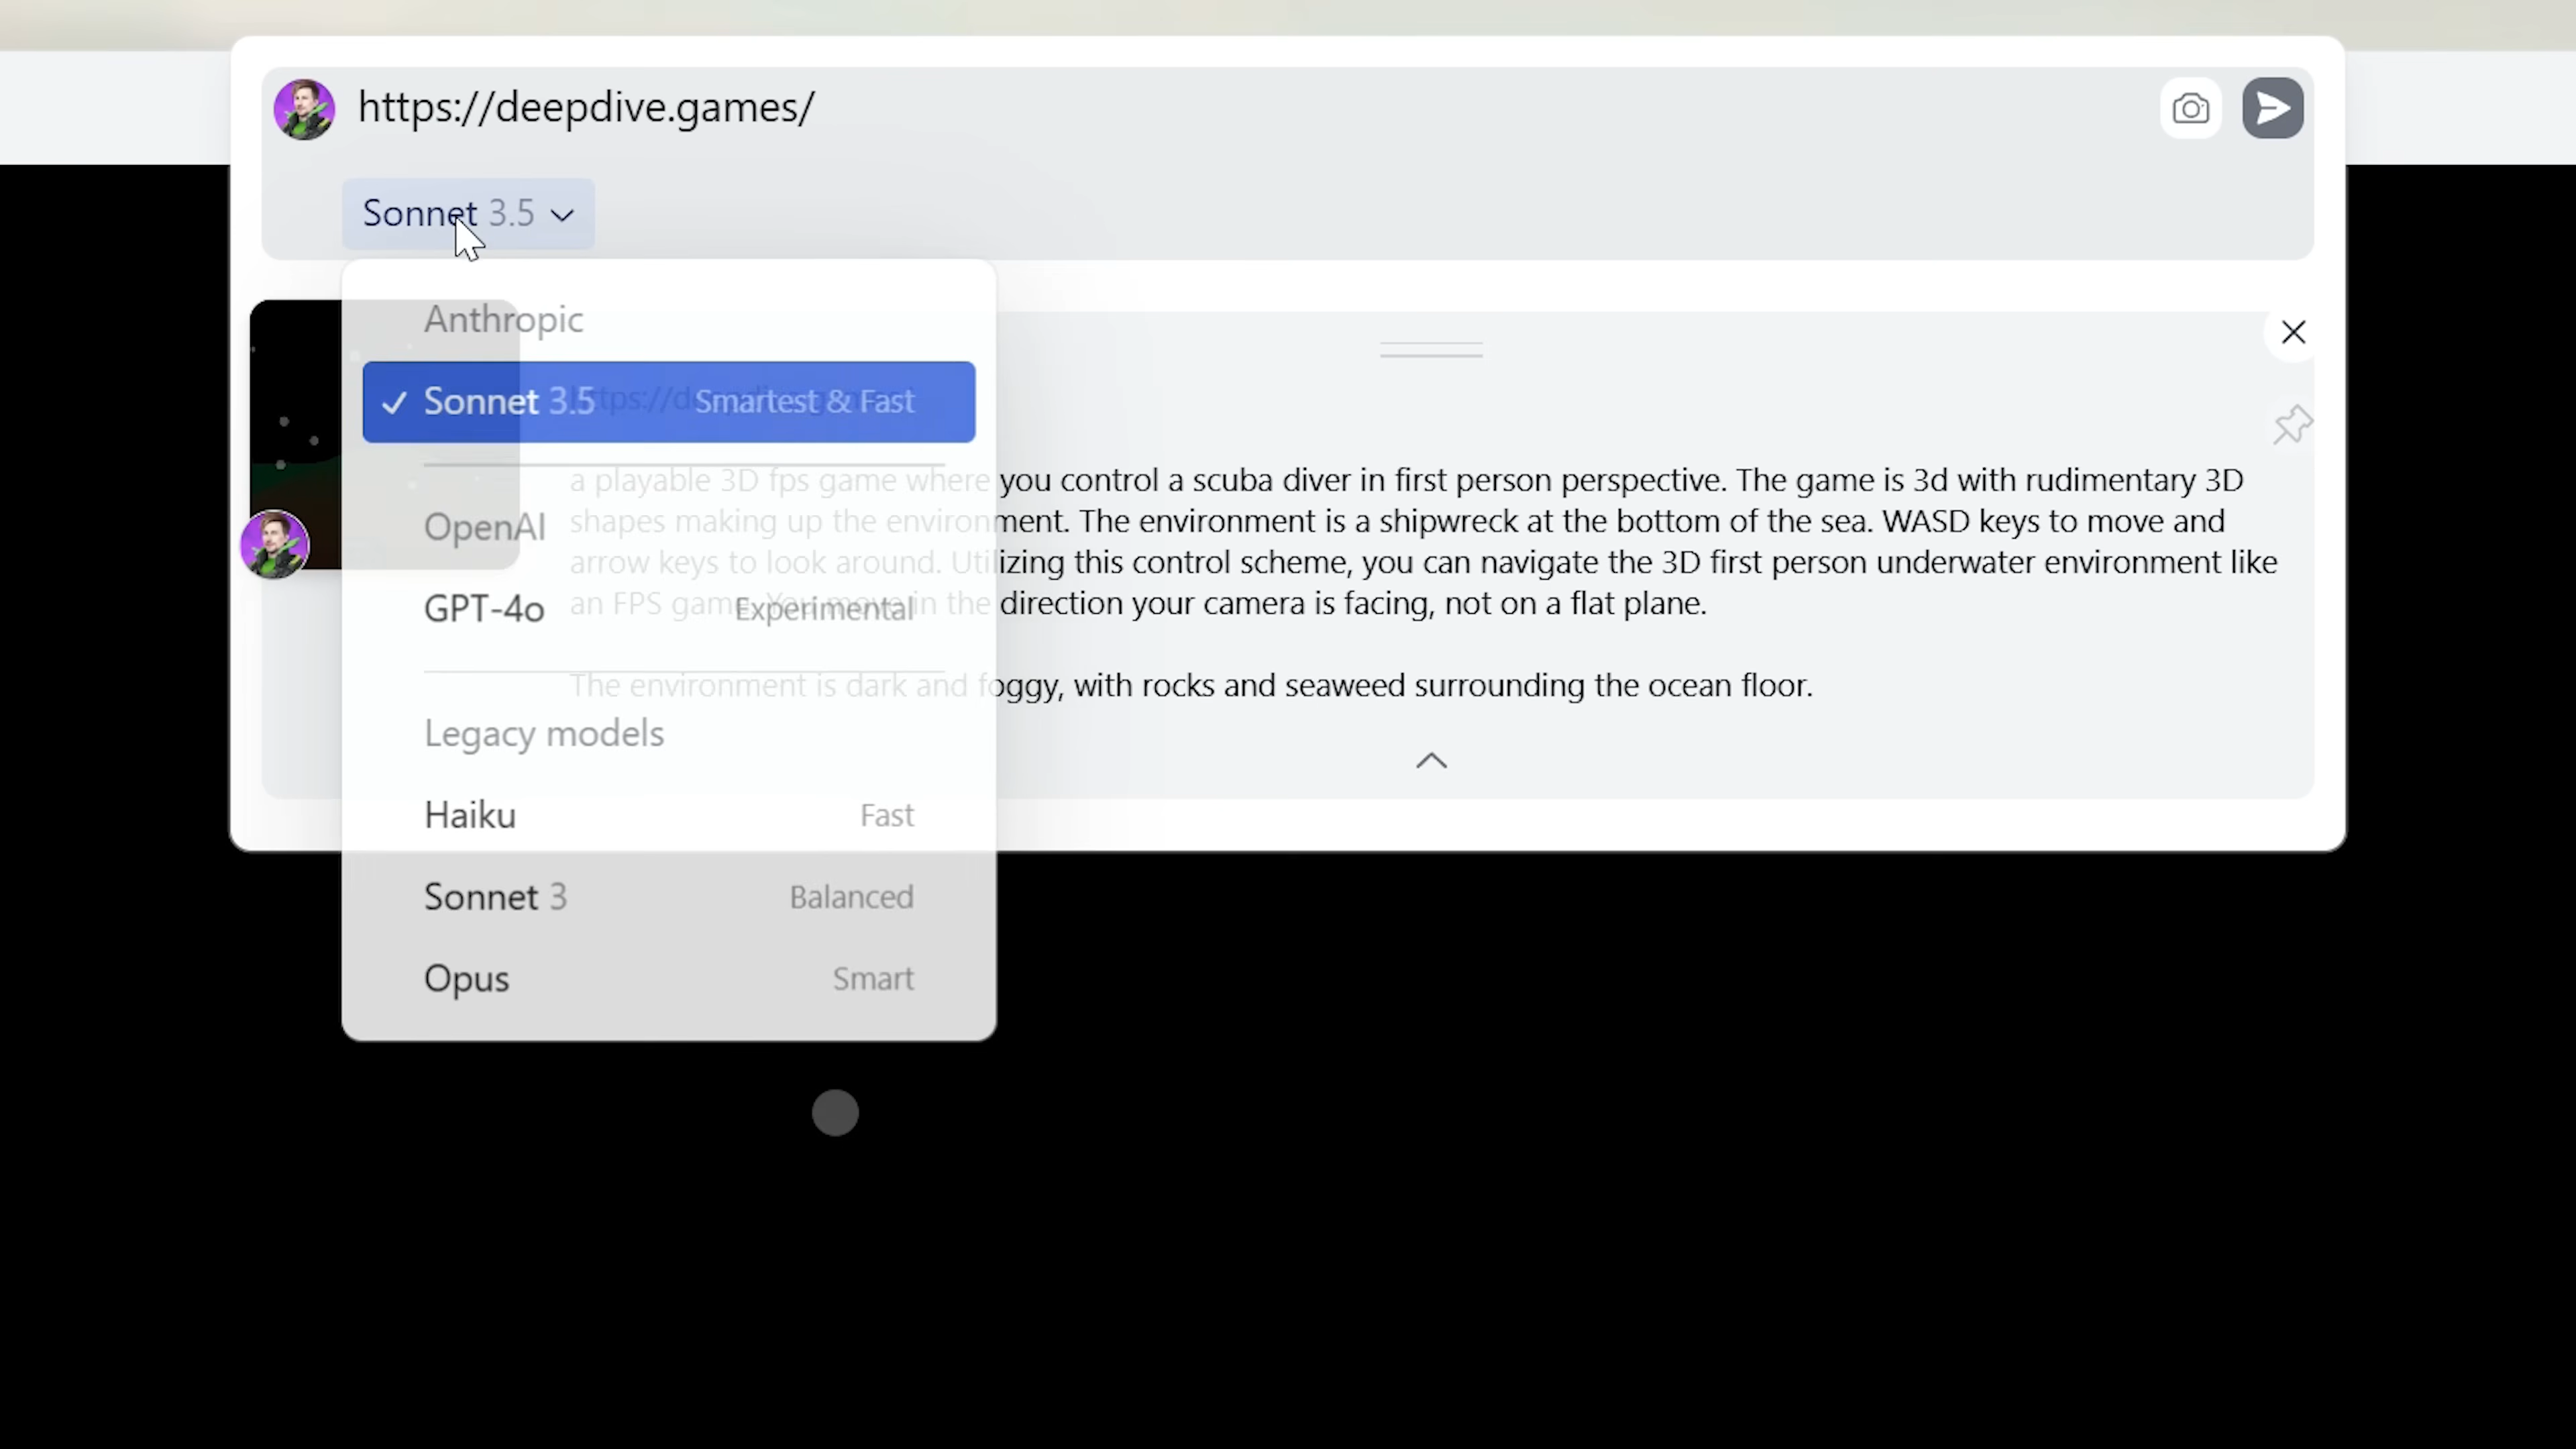 https://deepdive.games/
Sonnet 3.5
Anthropic
Sonnet 3.5 Smartest & Fast
OpenAI
GPT-4o Experimental
Legacy models
Haiku Fast
Sonnet 3 Balanced
Opus Smart
a playable 3D fps game where you control a scuba diver in first person perspective. The game is 3d with rudimentary 3D
shapes making up the environment. The environment is a shipwreck at the bottom of the sea. WASD keys to move and
arrow keys to look around. Utilizing this control scheme, you can navigate the 3D first person underwater environment like
an FPS game. You move in the direction your camera is facing, not on a flat plane.
The environment is dark and foggy, with rocks and seaweed surrounding the ocean floor.